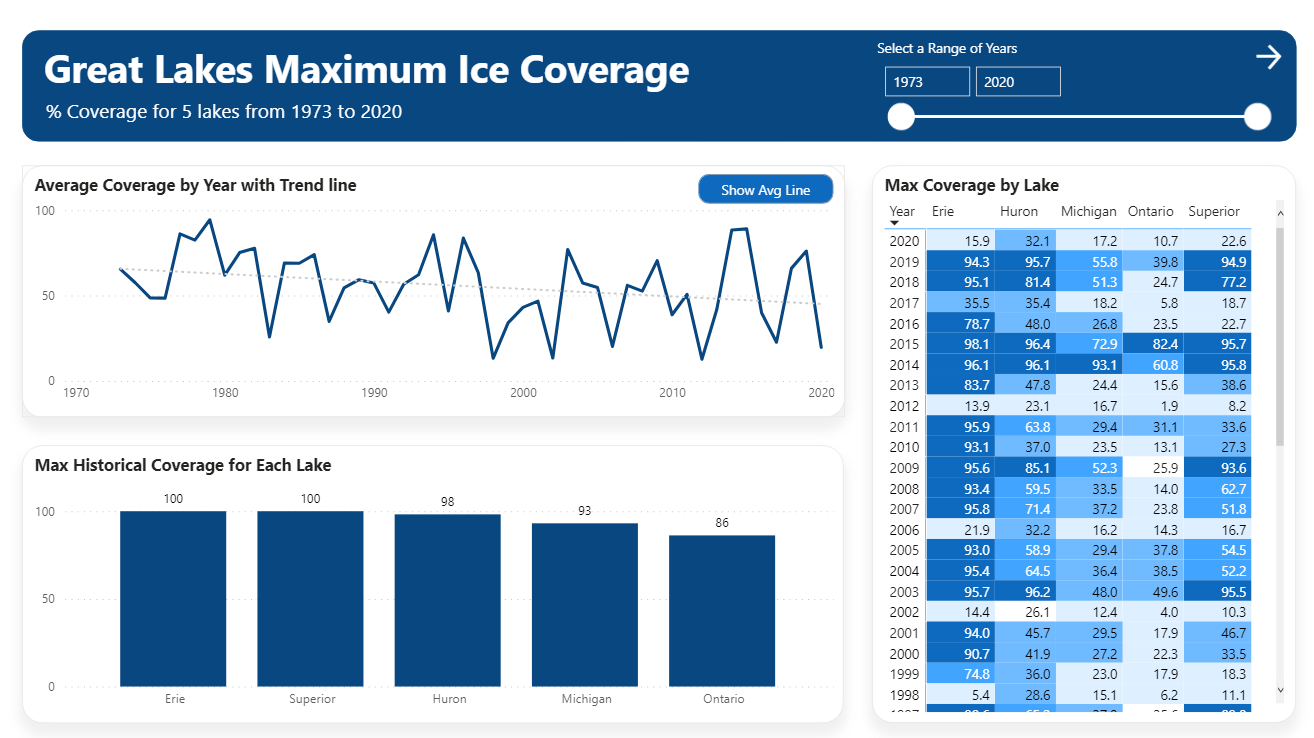 Great Lakes Maximum Ice Coverage
% Coverage for 5 lakes from 1973 to 2020
Select a Range of Years
1973 2020
Average Coverage by Year with Trend line
Show Avg Line
100
50
0
1970 1980 1990 2000 2010 2020
Max Historical Coverage for Each Lake
100
50
0
100 100 98 93 86
Erie Superior Huron Michigan Ontario
Max Coverage by Lake
Year Erie Huron Michigan Ontario Superior
2020 15.9 32.1 17.2 10.7 22.6
2019 94.3 95.7 55.8 39.8 94.9
2018 95.1 81.4 51.3 24.7 77.2
2017 35.5 35.4 18.2 5.8 18.7
2016 78.7 48.0 26.8 23.5 22.7
2015 98.1 96.4 72.9 82.4 95.7
2014 96.1 96.1 93.1 60.8 95.8
2013 83.7 47.8 24.4 15.6 38.6
2012 13.9 23.1 16.7 1.9 8.2
2011 95.9 63.8 29.4 31.1 33.6
2010 93.1 37.0 23.5 13.1 27.3
2009 95.6 85.1 52.3 25.9 93.6
2008 93.4 59.5 33.5 14.0 62.7
2007 95.8 71.4 37.2 23.8 51.8
2006 21.9 32.2 16.2 14.3 16.7
2005 93.0 58.9 29.4 37.8 54.5
2004 95.4 64.5 36.4 38.5 52.2
2003 95.7 96.2 48.0 49.6 95.5
2002 14.4 26.1 12.4 4.0 10.3
2001 94.0 45.7 29.5 17.9 46.7
2000 90.7 41.9 27.2 22.3 33.5
1999 74.8 36.0 23.0 17.9 18.3
1998 5.4 28.6 15.1 6.2 11.1